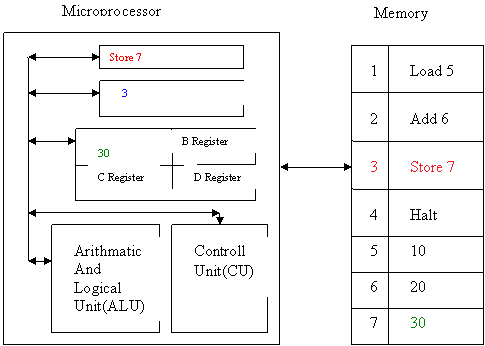 Microprocessor
Store 7
3
30
B Register
C Register
D Register
Arithmatic
And
Logical
Unit(ALU)
Controll
Unit(CU)
Memory
1 Load 5
2 Add 6
3 Store 7
4 Halt
5 10
6 20
7 30